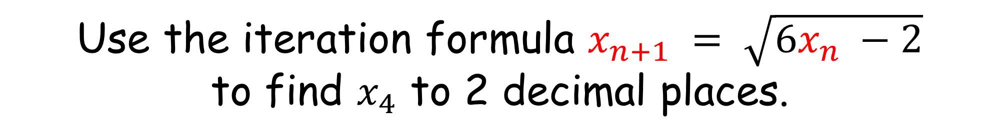 Use the iteration formula xₙ₊₁ = √(6xₙ − 2)
to find x₄ to 2 decimal places.